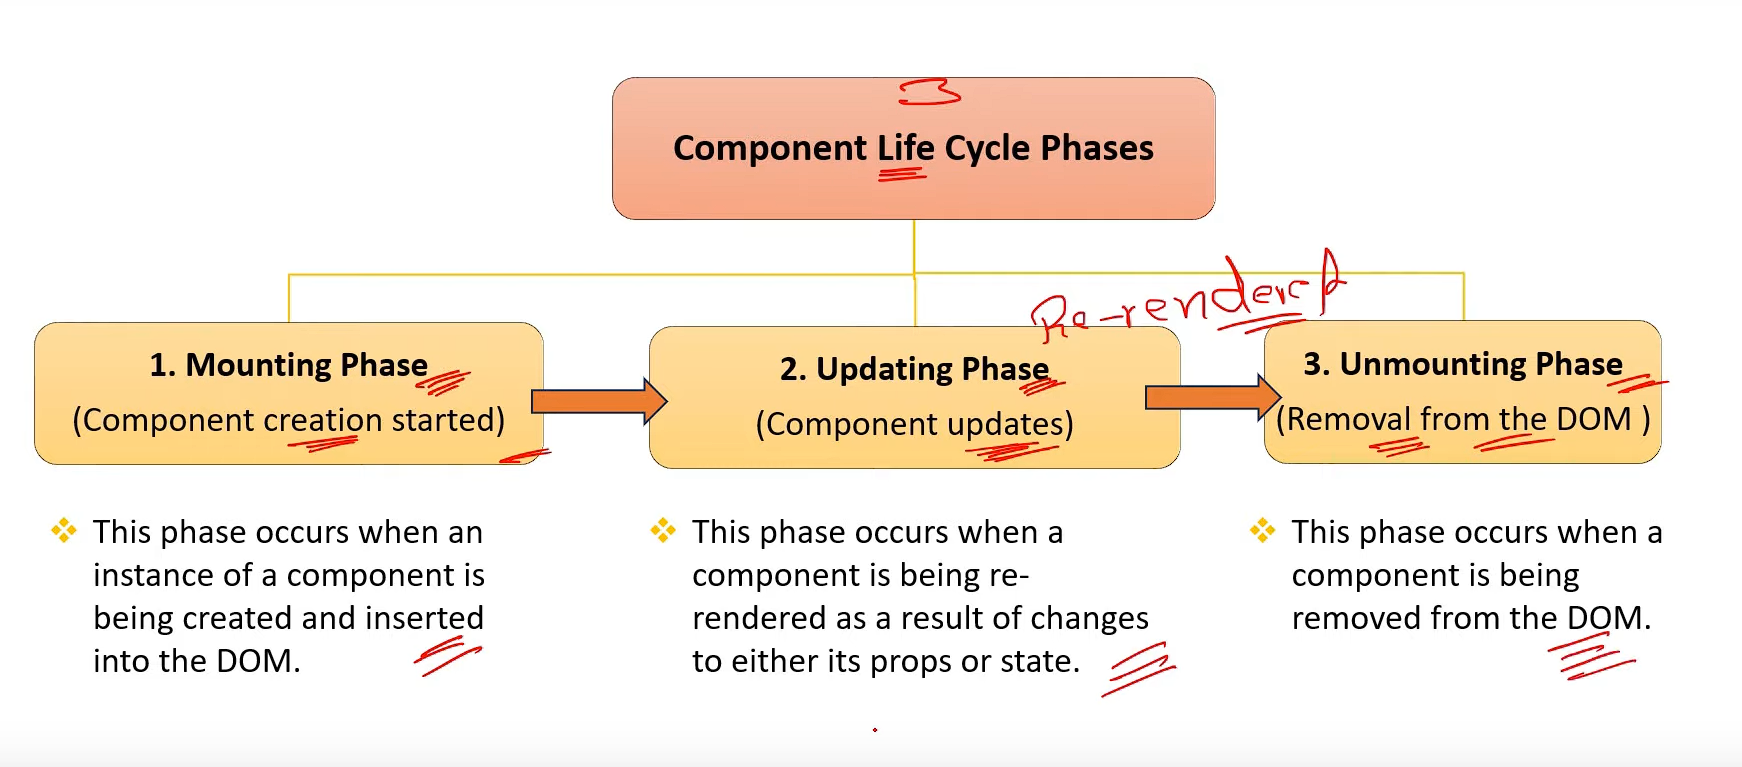 3
Component Life Cycle Phases
Re-rendered
1. Mounting Phase
(Component creation started)
2. Updating Phase
(Component updates)
3. Unmounting Phase
(Removal from the DOM )
This phase occurs when an
instance of a component is
being created and inserted
into the DOM.
This phase occurs when a
component is being re-
rendered as a result of changes
to either its props or state.
This phase occurs when a
component is being
removed from the DOM.